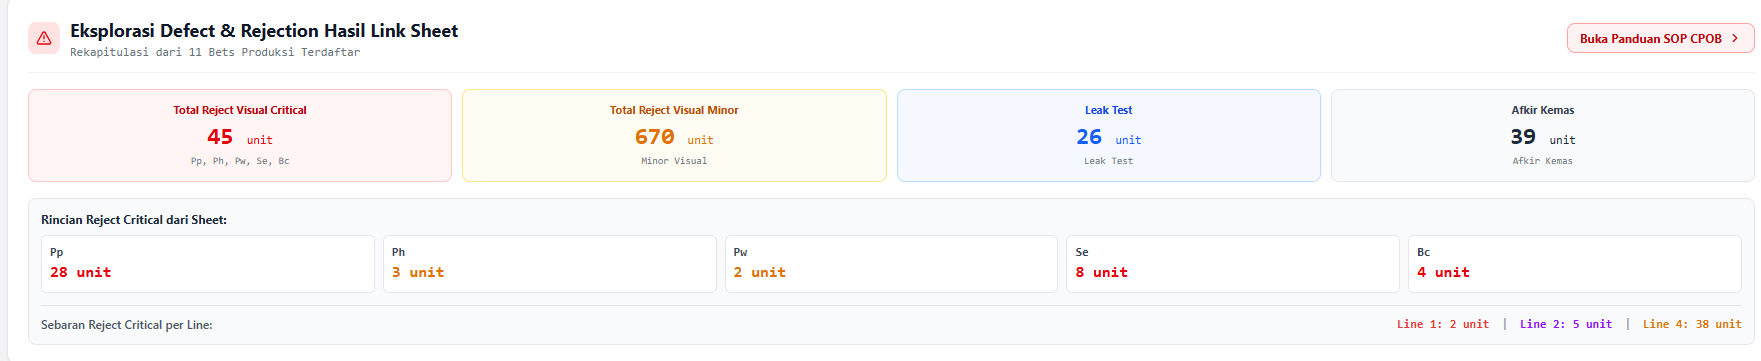 Eksplorasi Defect & Rejection Hasil Link Sheet
Rekapitulasi dari 11 Bets Produksi Terdaftar
Buka Panduan SOP CPOB >
Total Reject Visual Critical
45 unit
Pp, Ph, Pw, Se, Bc
Total Reject Visual Minor
670 unit
Minor Visual
Leak Test
26 unit
Leak Test
Afkir Kemas
39 unit
Afkir Kemas
Rincian Reject Critical dari Sheet:
Pp
28 unit
Ph
3 unit
Pw
2 unit
Se
8 unit
Bc
4 unit
Sebaran Reject Critical per Line:
Line 1: 2 unit | Line 2: 5 unit | Line 4: 38 unit